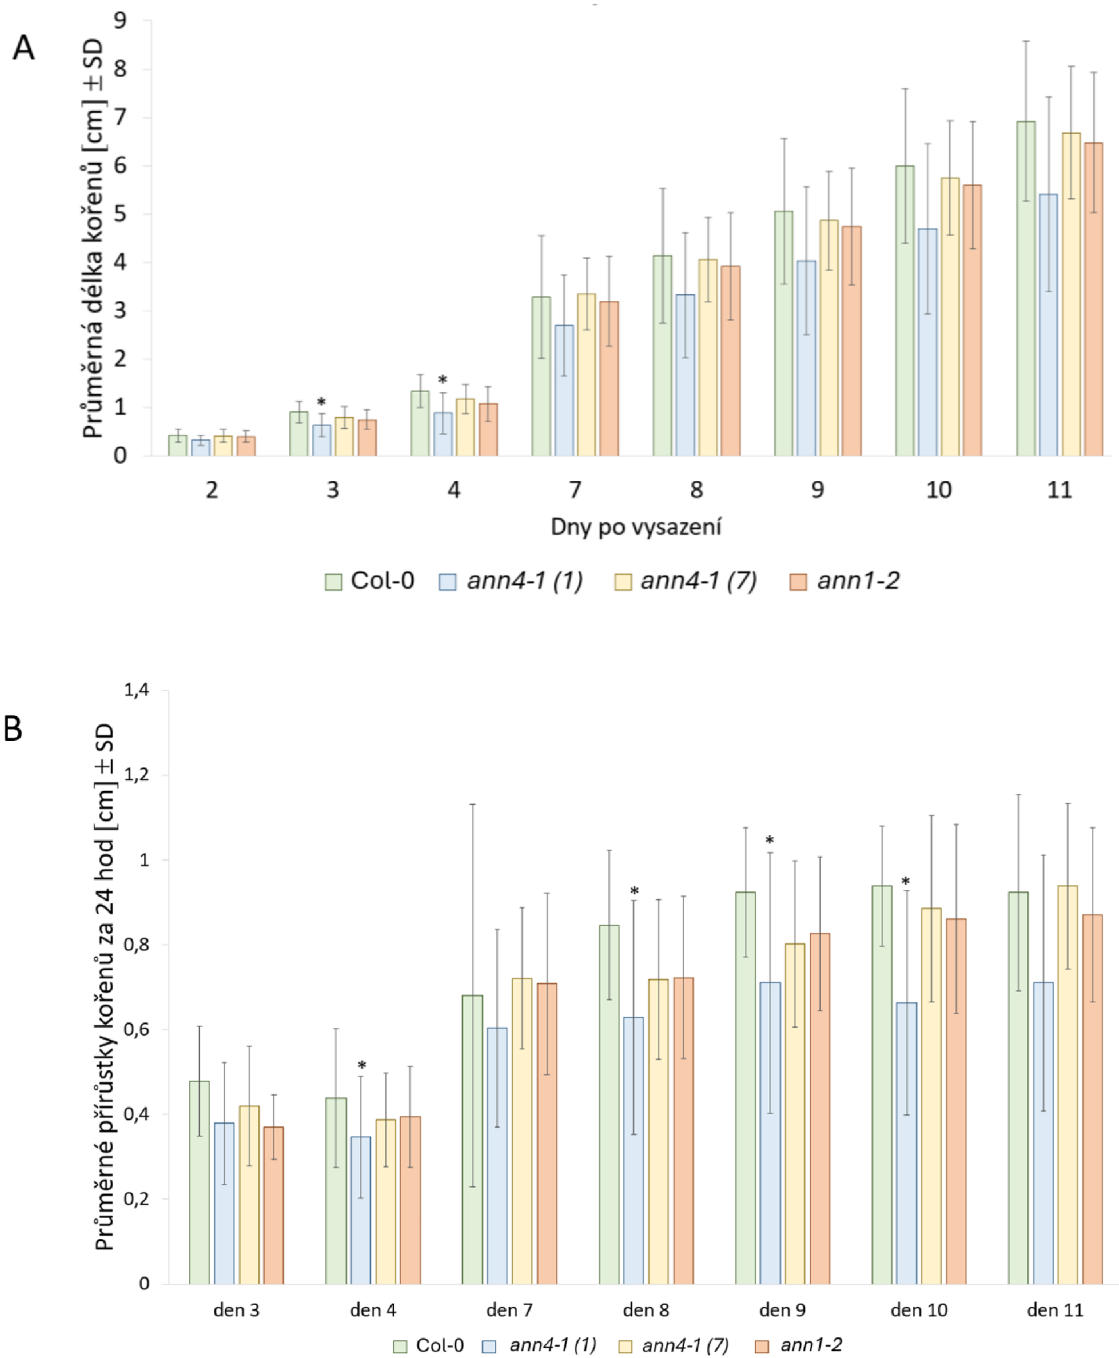 A
Průměrná délka kořenů [cm] ± SD
9
8
7
6
5
4
3
2
1
0
*
*
2 3 4 7 8 9 10 11
Dny po vysazení
Col-0 ann4-1 (1) ann4-1 (7) ann1-2
B
Průměrné přírůstky kořenů za 24 hod [cm] ± SD
1,4
1,2
1
0,8
0,6
0,4
0,2
0
*
*
*
*
den 3 den 4 den 7 den 8 den 9 den 10 den 11
Col-0 ann4-1 (1) ann4-1 (7) ann1-2